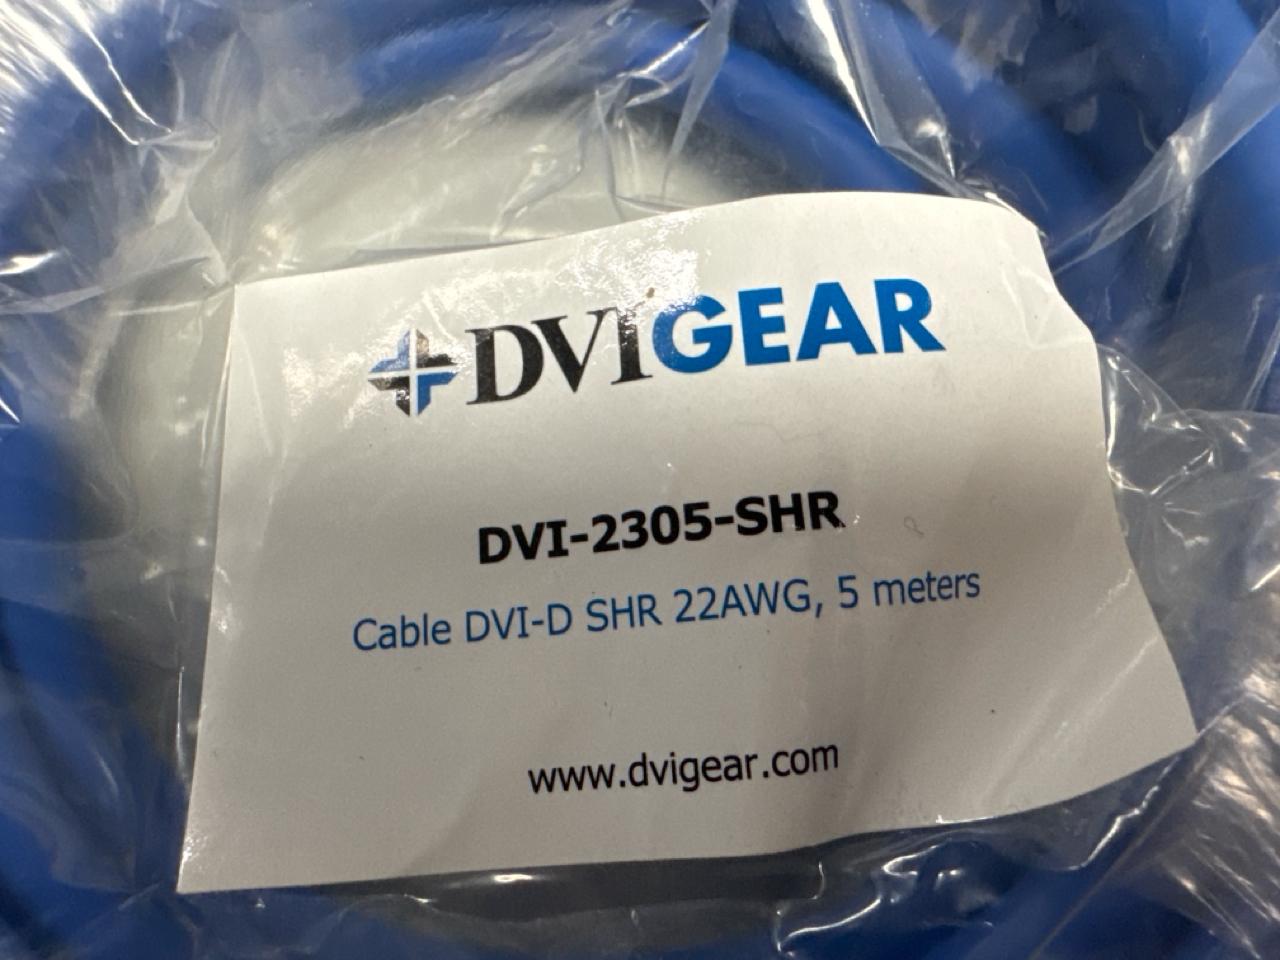 DVIGEAR
DVI-2305-SHR
Cable DVI-D SHR 22AWG, 5 meters
www.dvigear.com